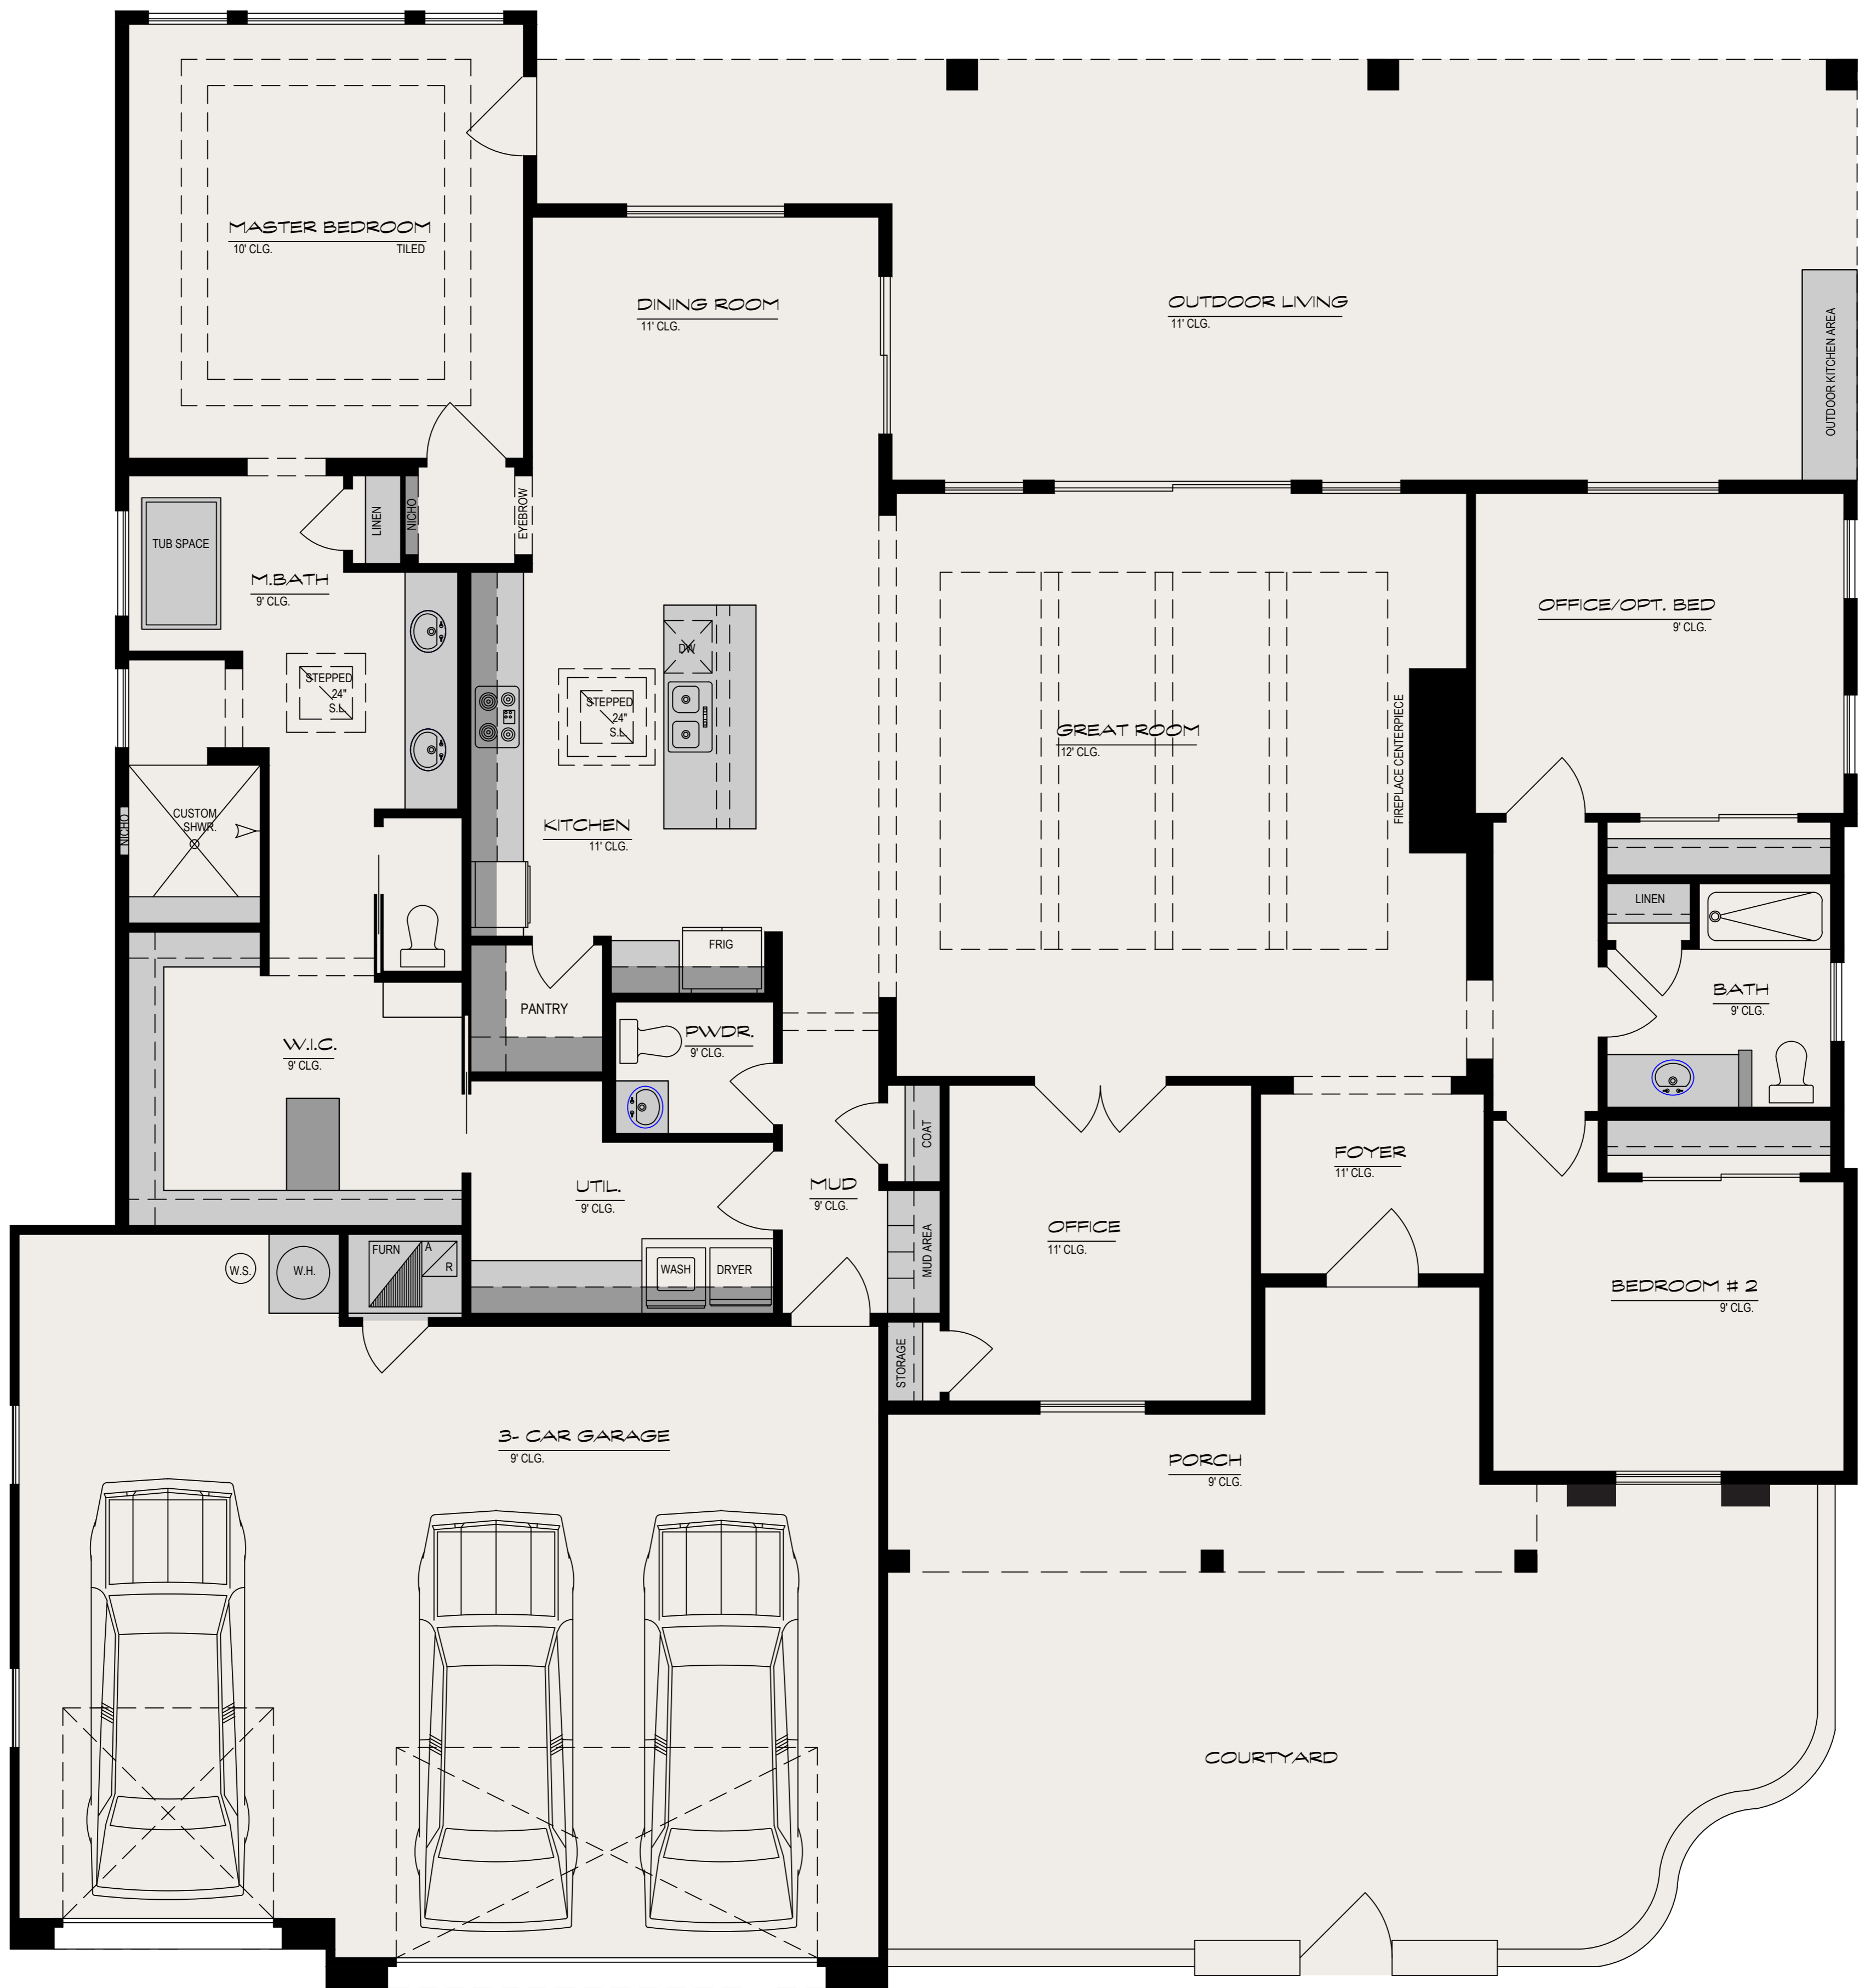 MASTER BEDROOM
10' CLG. TILED
DINING ROOM
11' CLG.
OUTDOOR LIVING
11' CLG.
OUTDOOR KITCHEN AREA
TUB SPACE
LINEN
NICHO
EYEBROW
M.BATH
9' CLG.
STEPPED
24"
S.L.
DW
STEPPED
24"
S.L.
OFFICE/OPT. BED
9' CLG.
GREAT ROOM
12' CLG.
FIREPLACE CENTERPIECE
NICHO
CUSTOM
SHWR.
KITCHEN
11' CLG.
FRIG
LINEN
PANTRY
BATH
9' CLG.
W.I.C.
9' CLG.
PWDR.
9' CLG.
COAT
FOYER
11' CLG.
UTIL.
9' CLG.
MUD
9' CLG.
MUD AREA
OFFICE
11' CLG.
W.S.
W.H.
FURN
A
R
WASH
DRYER
BEDROOM # 2
9' CLG.
STORAGE
3- CAR GARAGE
9' CLG.
PORCH
9' CLG.
COURTYARD